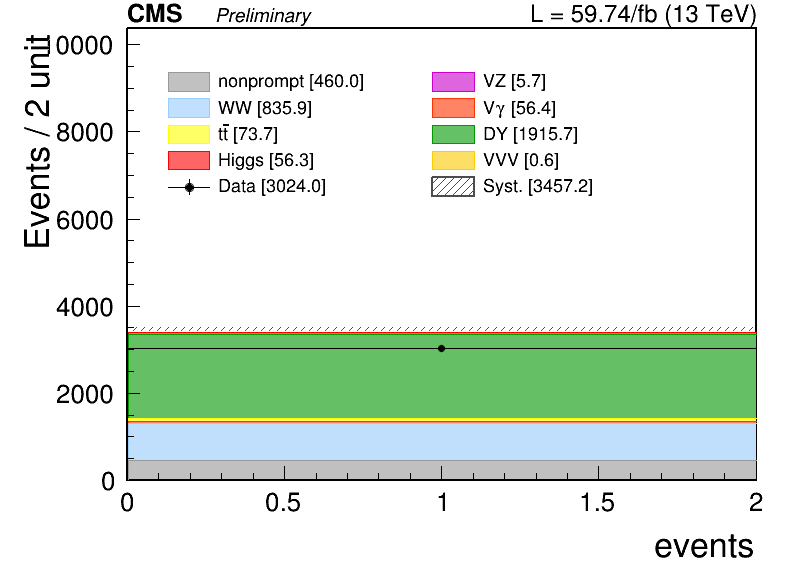 CMS Preliminary L = 59.74/fb (13 TeV)
Events / 2 unit
10000
8000
6000
4000
2000
0
nonprompt [460.0]
WW [835.9]
tt̄ [73.7]
Higgs [56.3]
Data [3024.0]
VZ [5.7]
Vγ [56.4]
DY [1915.7]
VVV [0.6]
Syst. [3457.2]
0 0.5 1 1.5 2
events